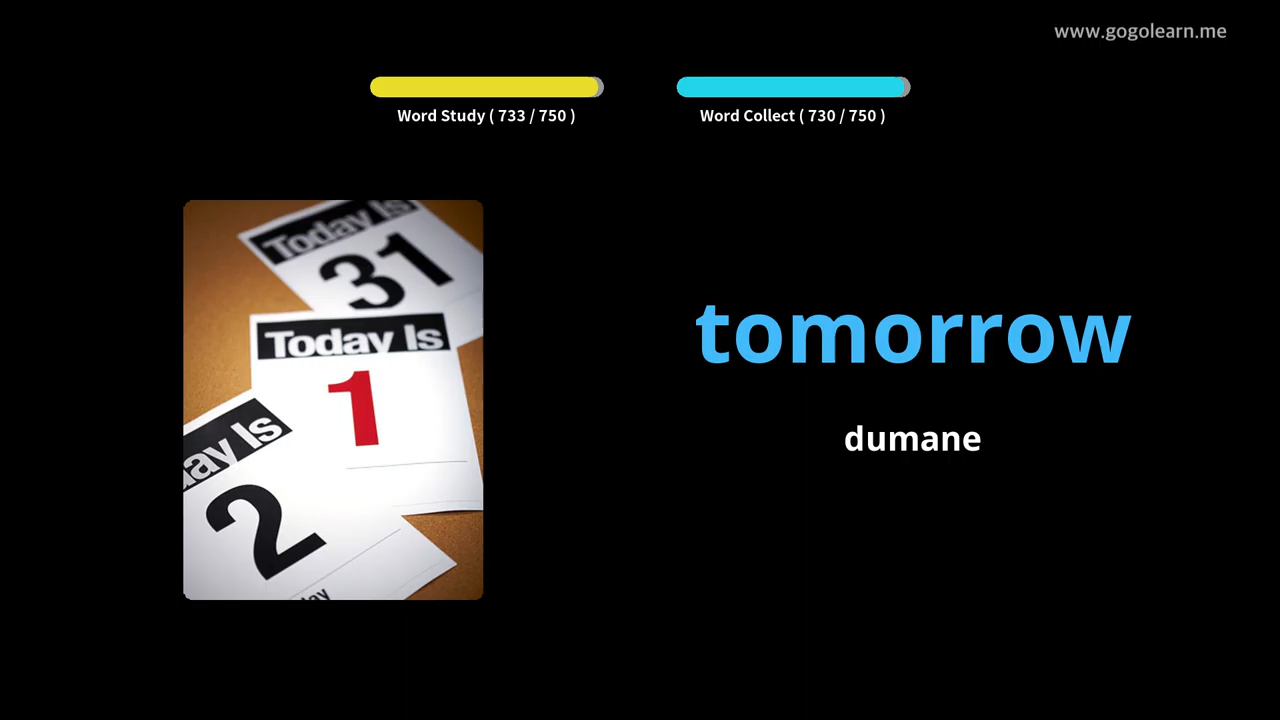 www.gogolearn.me
Word Study ( 733 / 750 )
Word Collect ( 730 / 750 )
Today Is
31
Today Is
1
ay Is
2
tomorrow
dumane